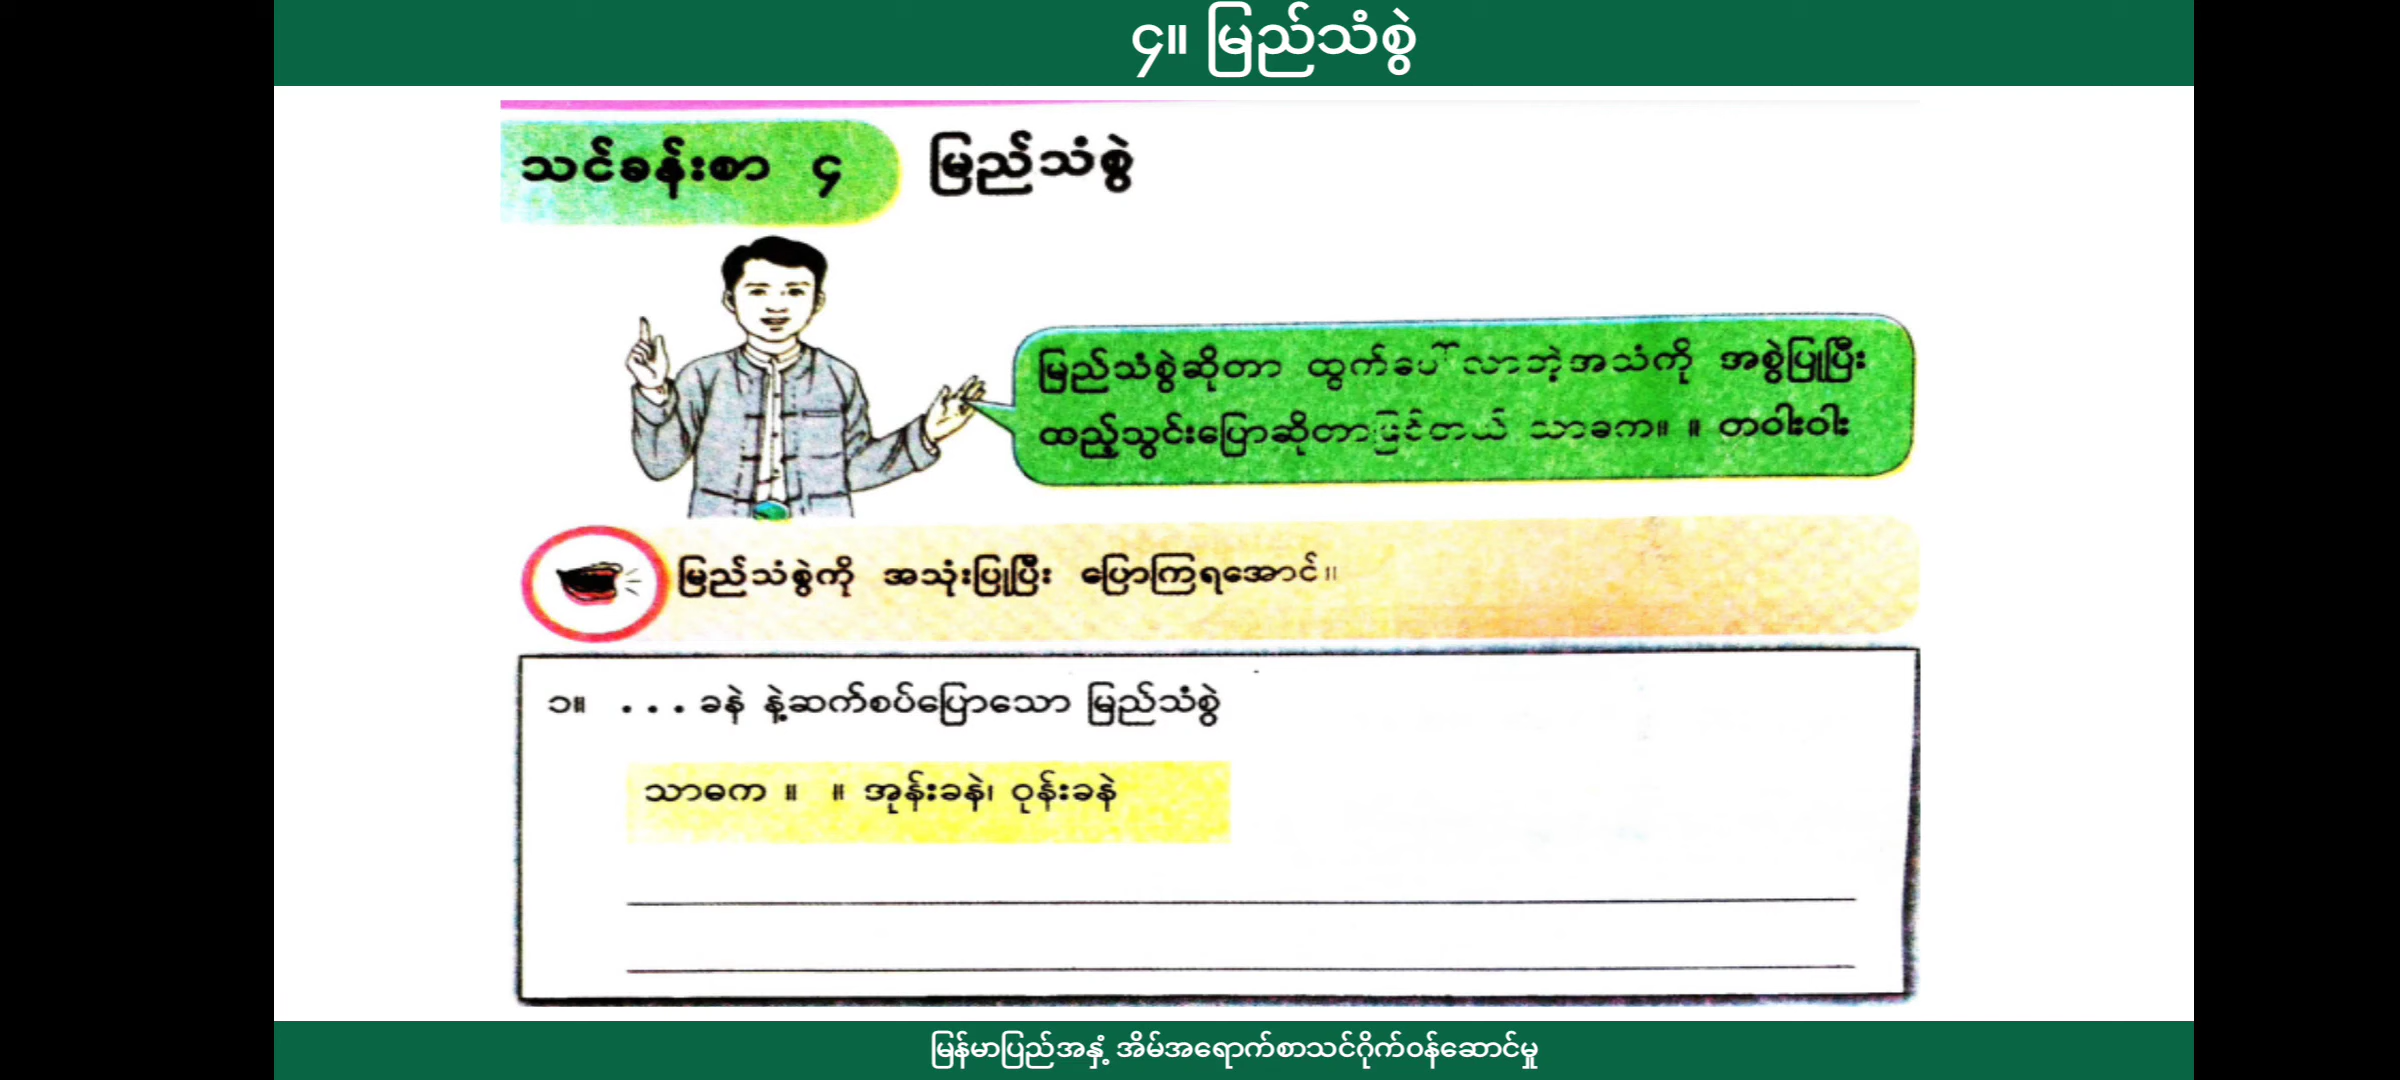 ၄။ မြည်သံစွဲ
သင်ခန်းစာ ၄ မြည်သံစွဲ
မြည်သံစွဲဆိုတာ ထွက်ပေါ်လာတဲ့အသံကို အစွဲပြုပြီး
ထည့်သွင်းပြောဆိုတာဖြစ်တယ် သာဓက။ ။ တဝါးဝါး
မြည်သံစွဲကို အသုံးပြုပြီး ပြောကြရအောင်။
၁။ ... ခနဲ နဲ့ဆက်စပ်ပြောသော မြည်သံစွဲ
သာဓက ။ ။ အုန်းခနဲ၊ ဝုန်းခနဲ
မြန်မာပြည်အနှံ့ အိမ်အရောက်စာသင်ဂိုက်ဝန်ဆောင်မှု